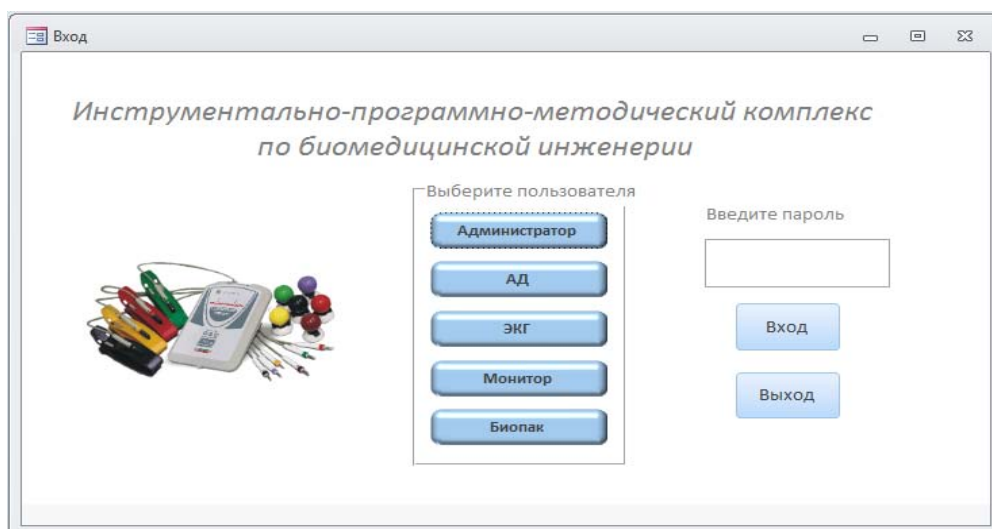 Вход
Инструментально-программно-методический комплекс
по биомедицинской инженерии
Выберите пользователя
Администратор
АД
ЭКГ
Монитор
Биопак
Введите пароль
Вход
Выход